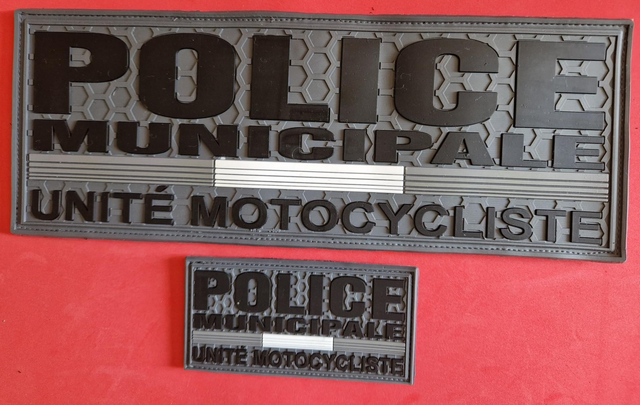 POLICE
MUNICIPALE
UNITÉ MOTOCYCLISTE
POLICE
MUNICIPALE
UNITÉ MOTOCYCLISTE